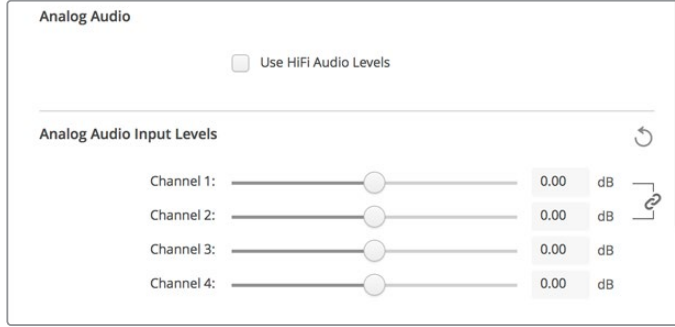 Analog Audio
Use HiFi Audio Levels
Analog Audio Input Levels
Channel 1: 0.00 dB
Channel 2: 0.00 dB
Channel 3: 0.00 dB
Channel 4: 0.00 dB